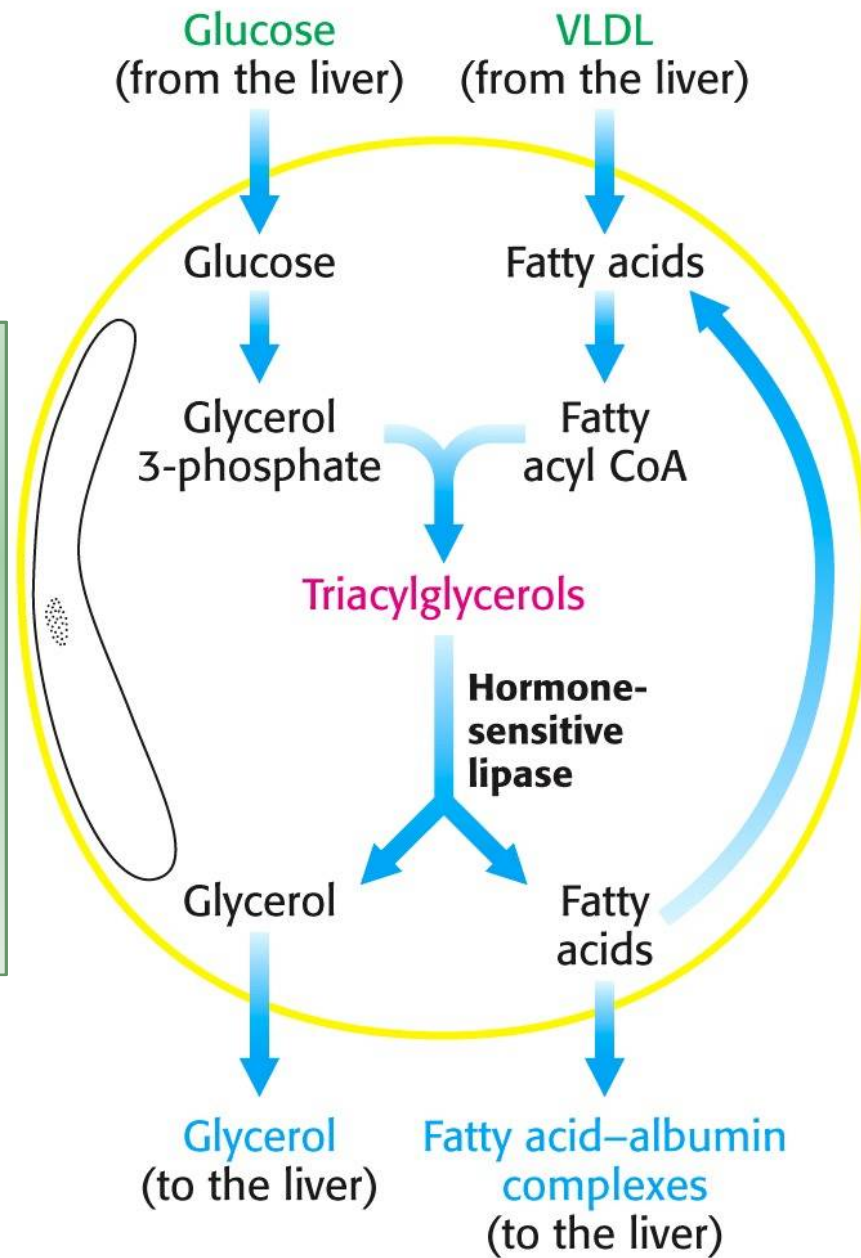 Glucose
(from the liver)
VLDL
(from the liver)
Glucose
Fatty acids
Glycerol
3-phosphate
Fatty
acyl CoA
Triacylglycerols
Hormone-
sensitive
lipase
Glycerol
Fatty
acids
Glycerol
(to the liver)
Fatty acid–albumin
complexes
(to the liver)